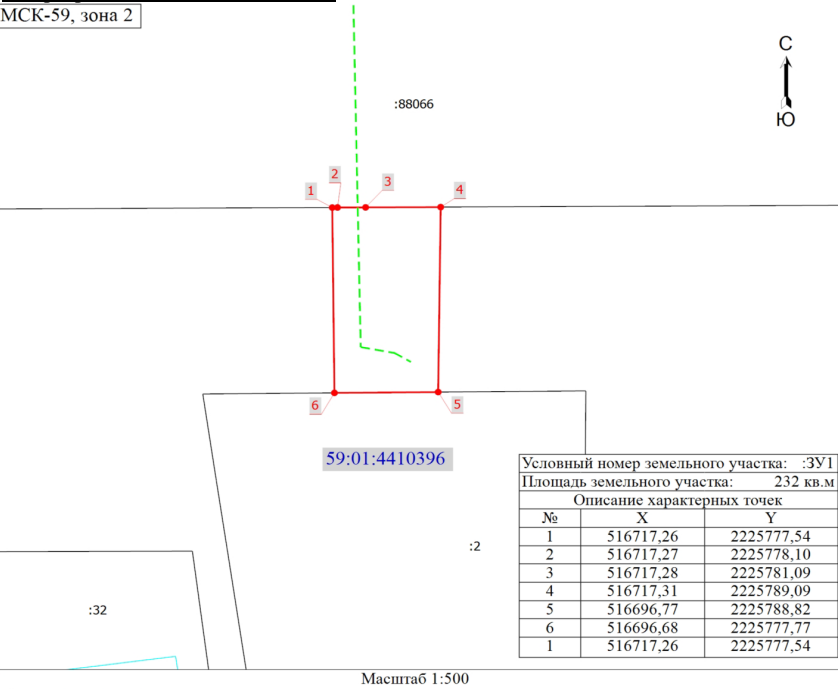 МСК-59, зона 2
С
Ю
:88066
1
2
3
4
6
5
59:01:4410396
:2
:32
Условный номер земельного участка: :ЗУ1
Площадь земельного участка: 232 кв.м
Описание характерных точек
№ X Y
1 516717,26 2225777,54
2 516717,27 2225778,10
3 516717,28 2225781,09
4 516717,31 2225789,09
5 516696,77 2225788,82
6 516696,68 2225777,77
1 516717,26 2225777,54
Масштаб 1:500